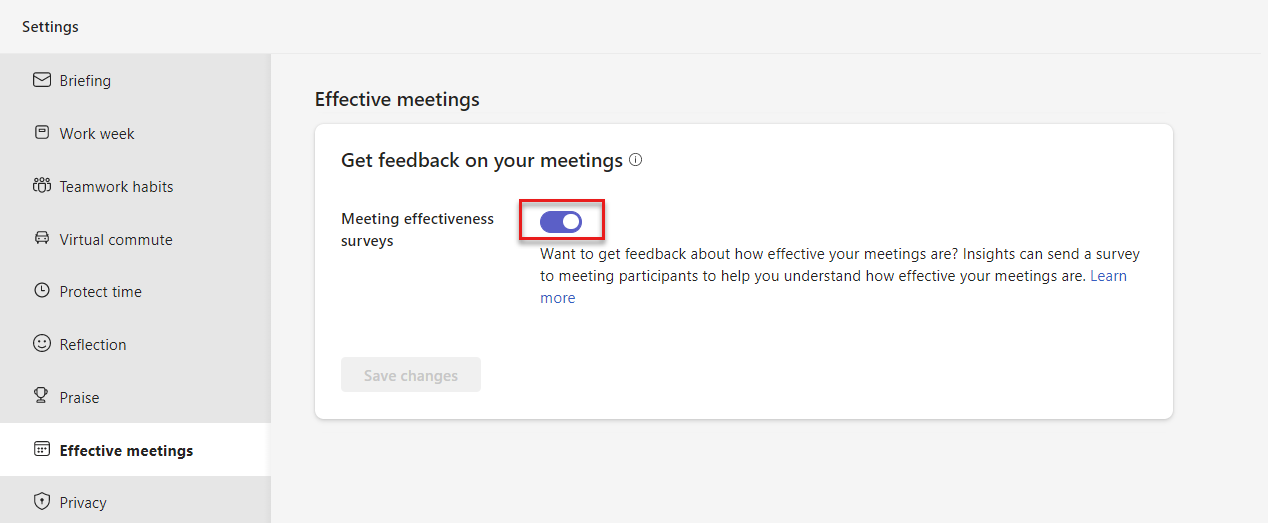 Settings
Briefing
Work week
Teamwork habits
Virtual commute
Protect time
Reflection
Praise
Effective meetings
Privacy
Effective meetings
Get feedback on your meetings
Meeting effectiveness
surveys
Want to get feedback about how effective your meetings are? Insights can send a survey
to meeting participants to help you understand how effective your meetings are. Learn
more
Save changes